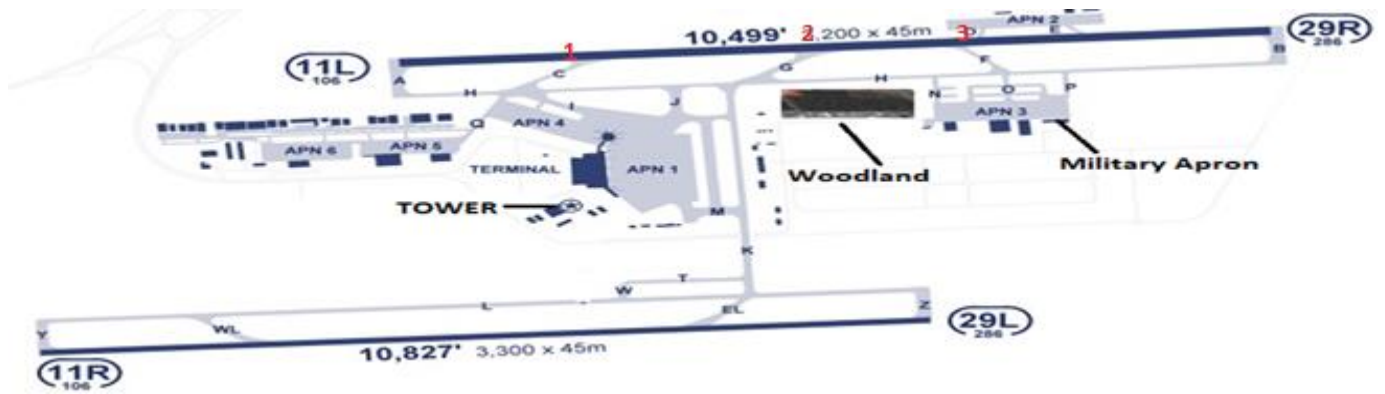 APN 2
29R
286
10,499' 3,200 x 45m
1
2
3
D
E
B
11L
106
A
C
G
F
H
H
I
J
N
O
P
Q
APN 4
APN 3
APN 6
APN 5
TERMINAL
APN 1
Woodland
Military Apron
TOWER
M
K
T
W
L
EL
Z
WL
Y
29L
286
10,827' 3,300 x 45m
11R
106